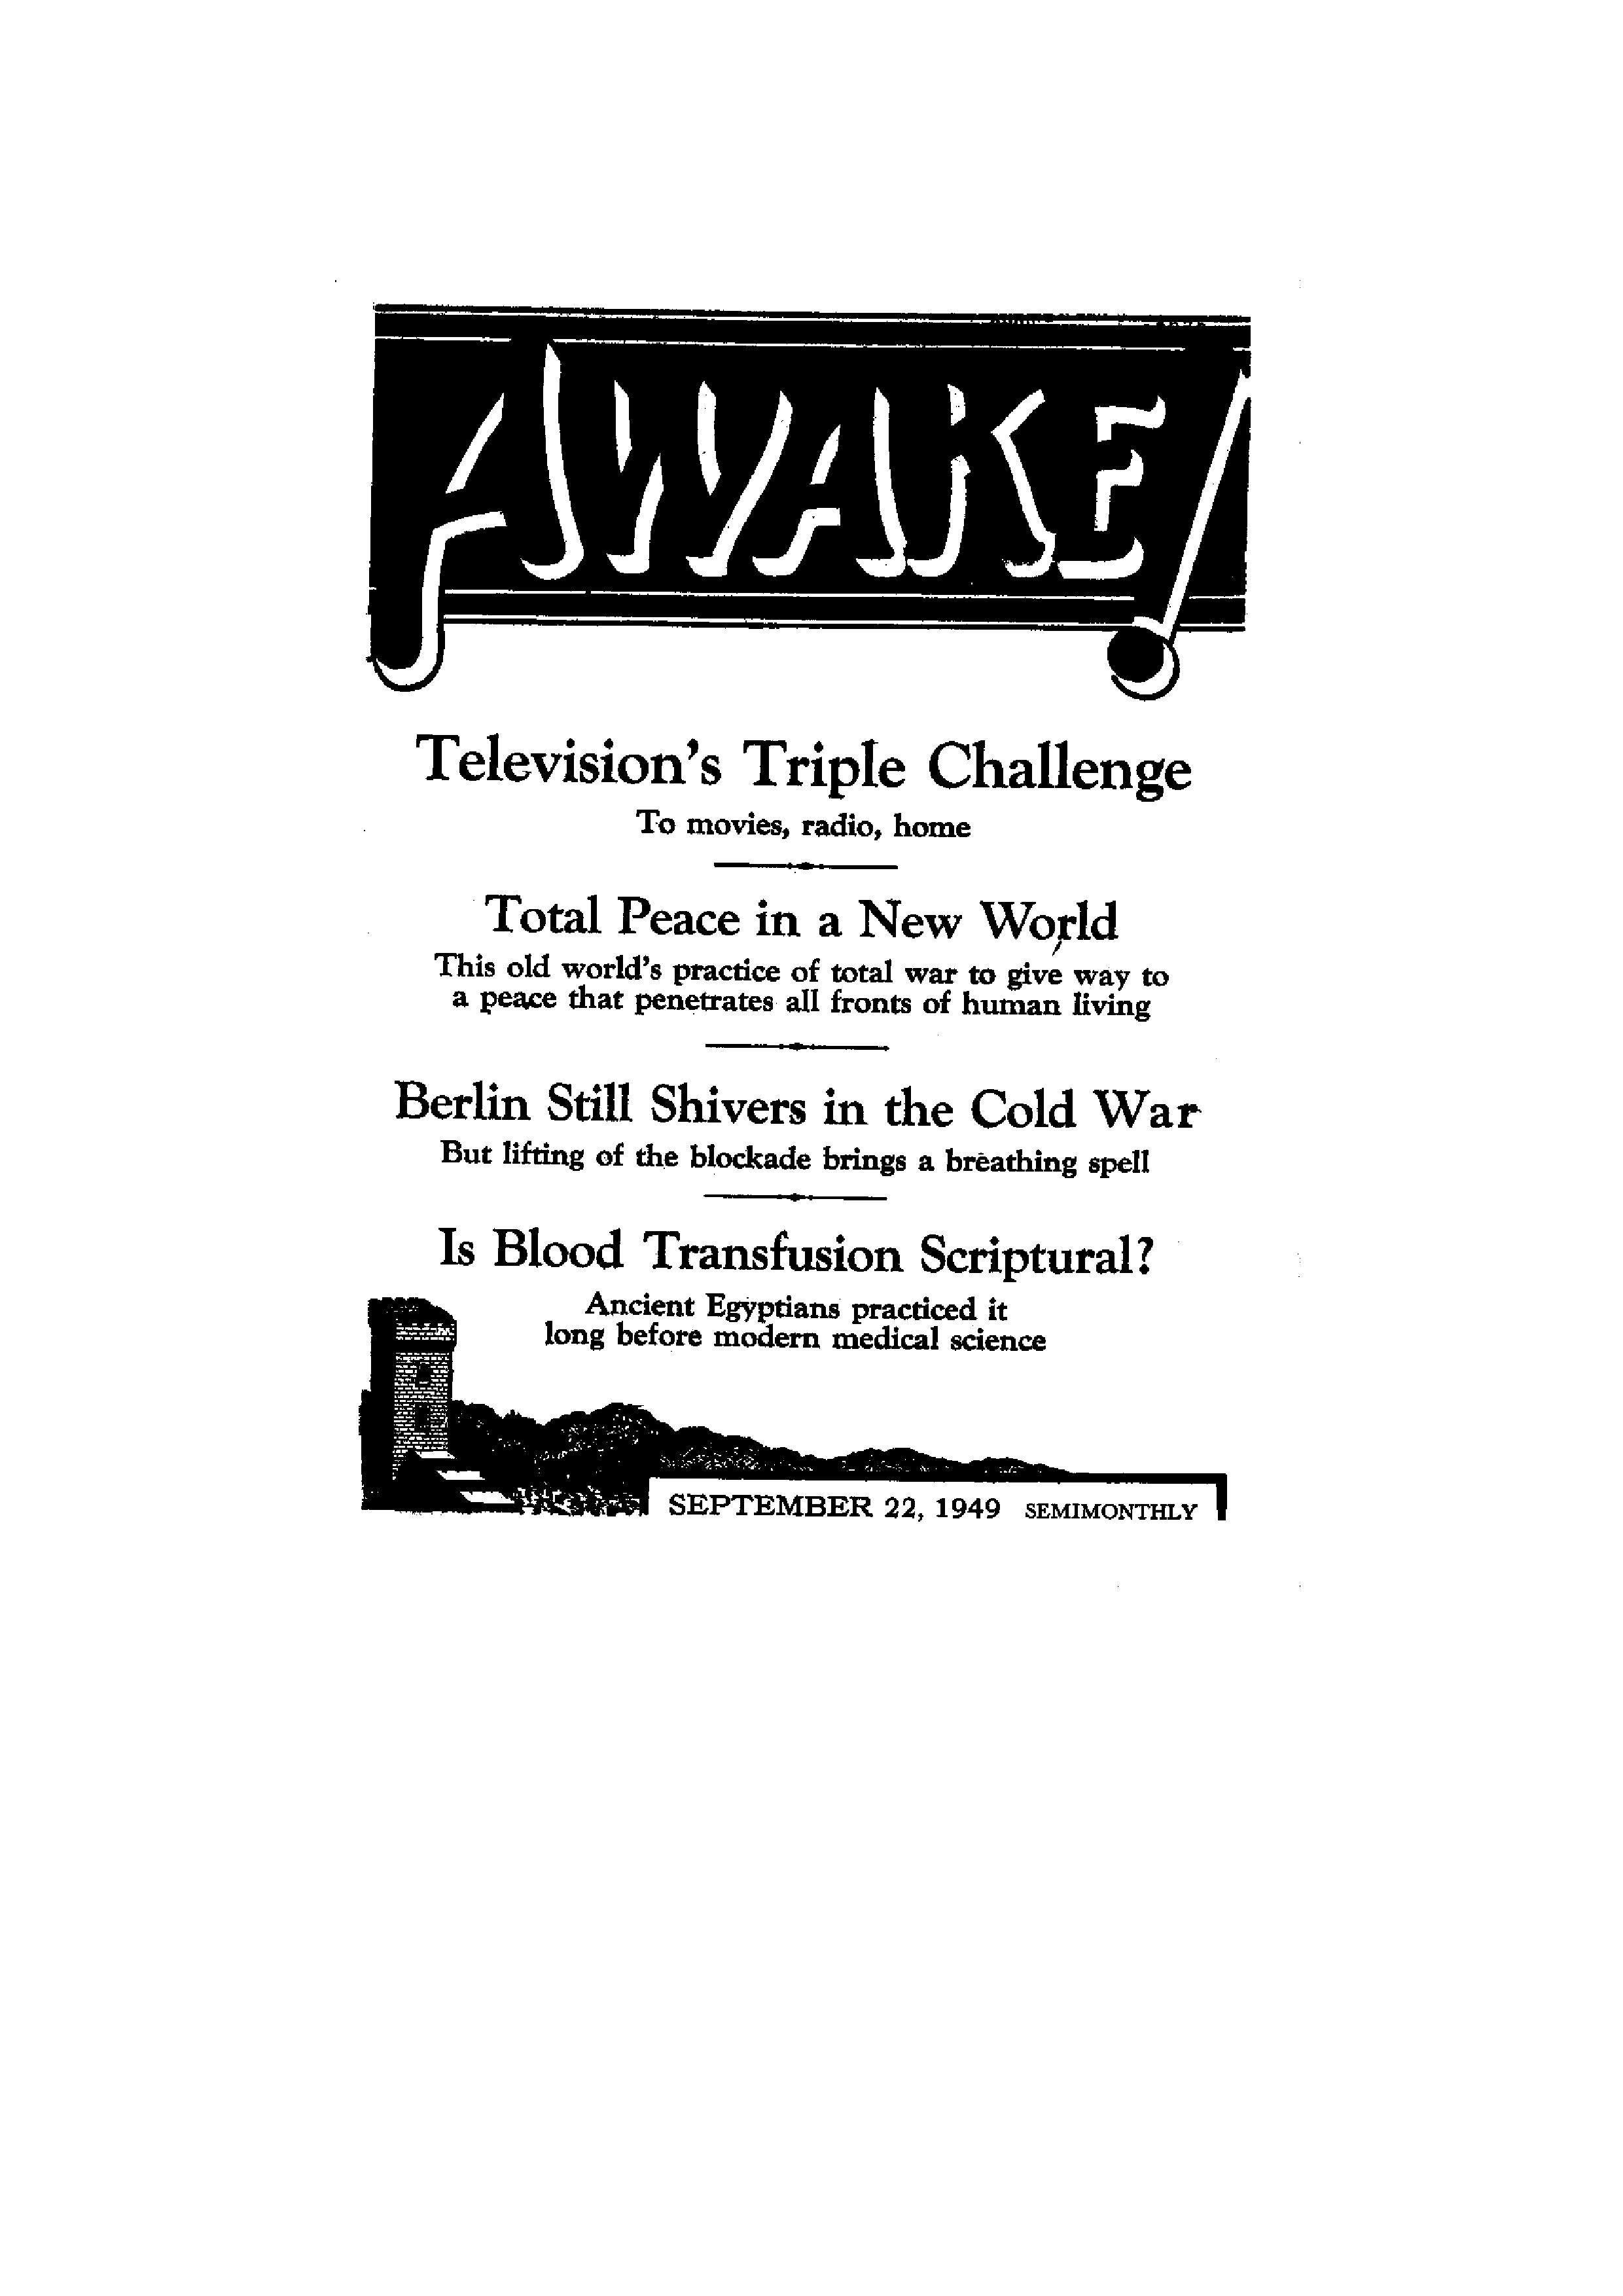 AWAKE!
Television's Triple Challenge
To movies, radio, home
Total Peace in a New World
This old world's practice of total war to give way to
a peace that penetrates all fronts of human living
Berlin Still Shivers in the Cold War
But lifting of the blockade brings a breathing spell
Is Blood Transfusion Scriptural?
Ancient Egyptians practiced it
long before modern medical science
SEPTEMBER 22, 1949 SEMIMONTHLY